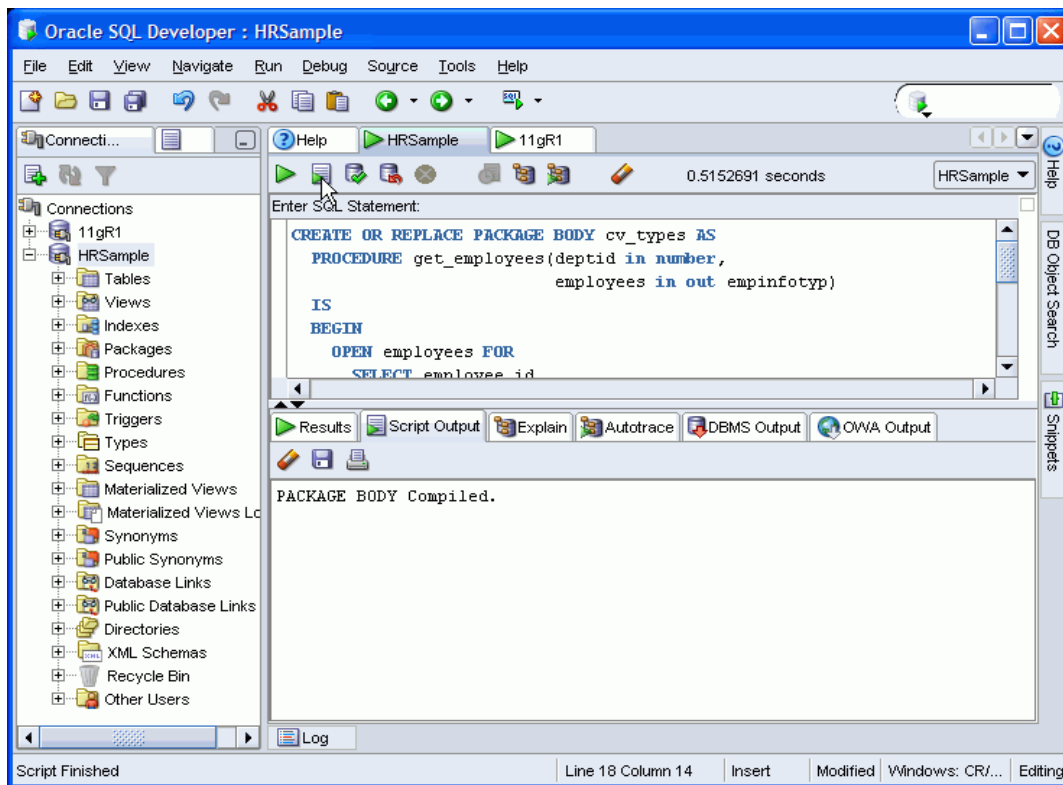 Oracle SQL Developer : HRSample
File Edit View Navigate Run Debug Source Tools Help
Connecti...
Help HRSample 11gR1
0.5152691 seconds HRSample
Enter SQL Statement:
CREATE OR REPLACE PACKAGE BODY cv_types AS
PROCEDURE get_employees(deptid in number,
employees in out empinfotyp)
IS
BEGIN
OPEN employees FOR
SELECT employee_id
Connections
11gR1
HRSample
Tables
Views
Indexes
Packages
Procedures
Functions
Triggers
Types
Sequences
Materialized Views
Materialized Views Lo
Synonyms
Public Synonyms
Database Links
Public Database Links
Directories
XML Schemas
Recycle Bin
Other Users
Results Script Output Explain Autotrace DBMS Output OWA Output
PACKAGE BODY Compiled.
Help
DB Object Search
Snippets
Log
Script Finished Line 18 Column 14 Insert Modified Windows: CR/... Editing